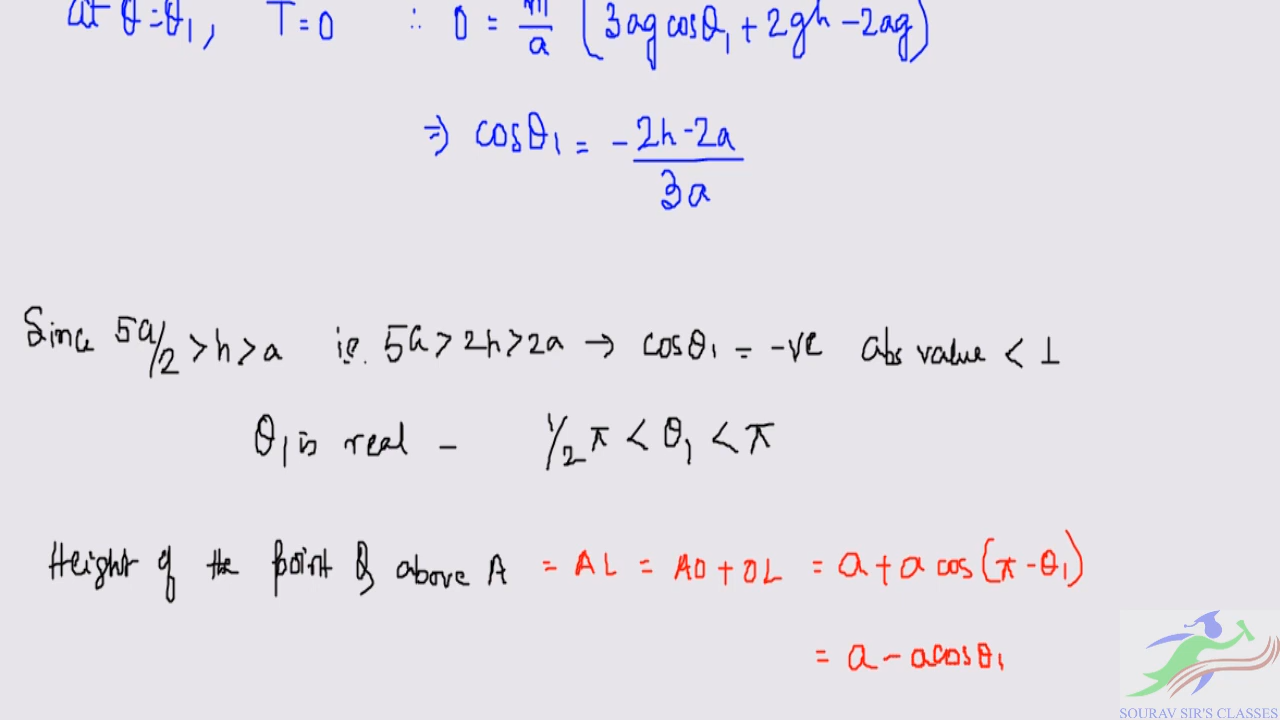 at θ=θ₁, T=0 ∴ 0 = m/a (3ag cosθ₁ + 2gh - 2ag)
⇒ cosθ₁ = - 2h-2a / 3a
Since 5a/2 > h > a i.e. 5a > 2h > 2a → cosθ₁ = -ve abs value < 1
θ₁ is real - 1/2 π < θ₁ < π
Height of the point Q above A = AL = AO + OL = a + a cos(π - θ₁)
= a - a cosθ₁
SOURAV SIR'S CLASSES